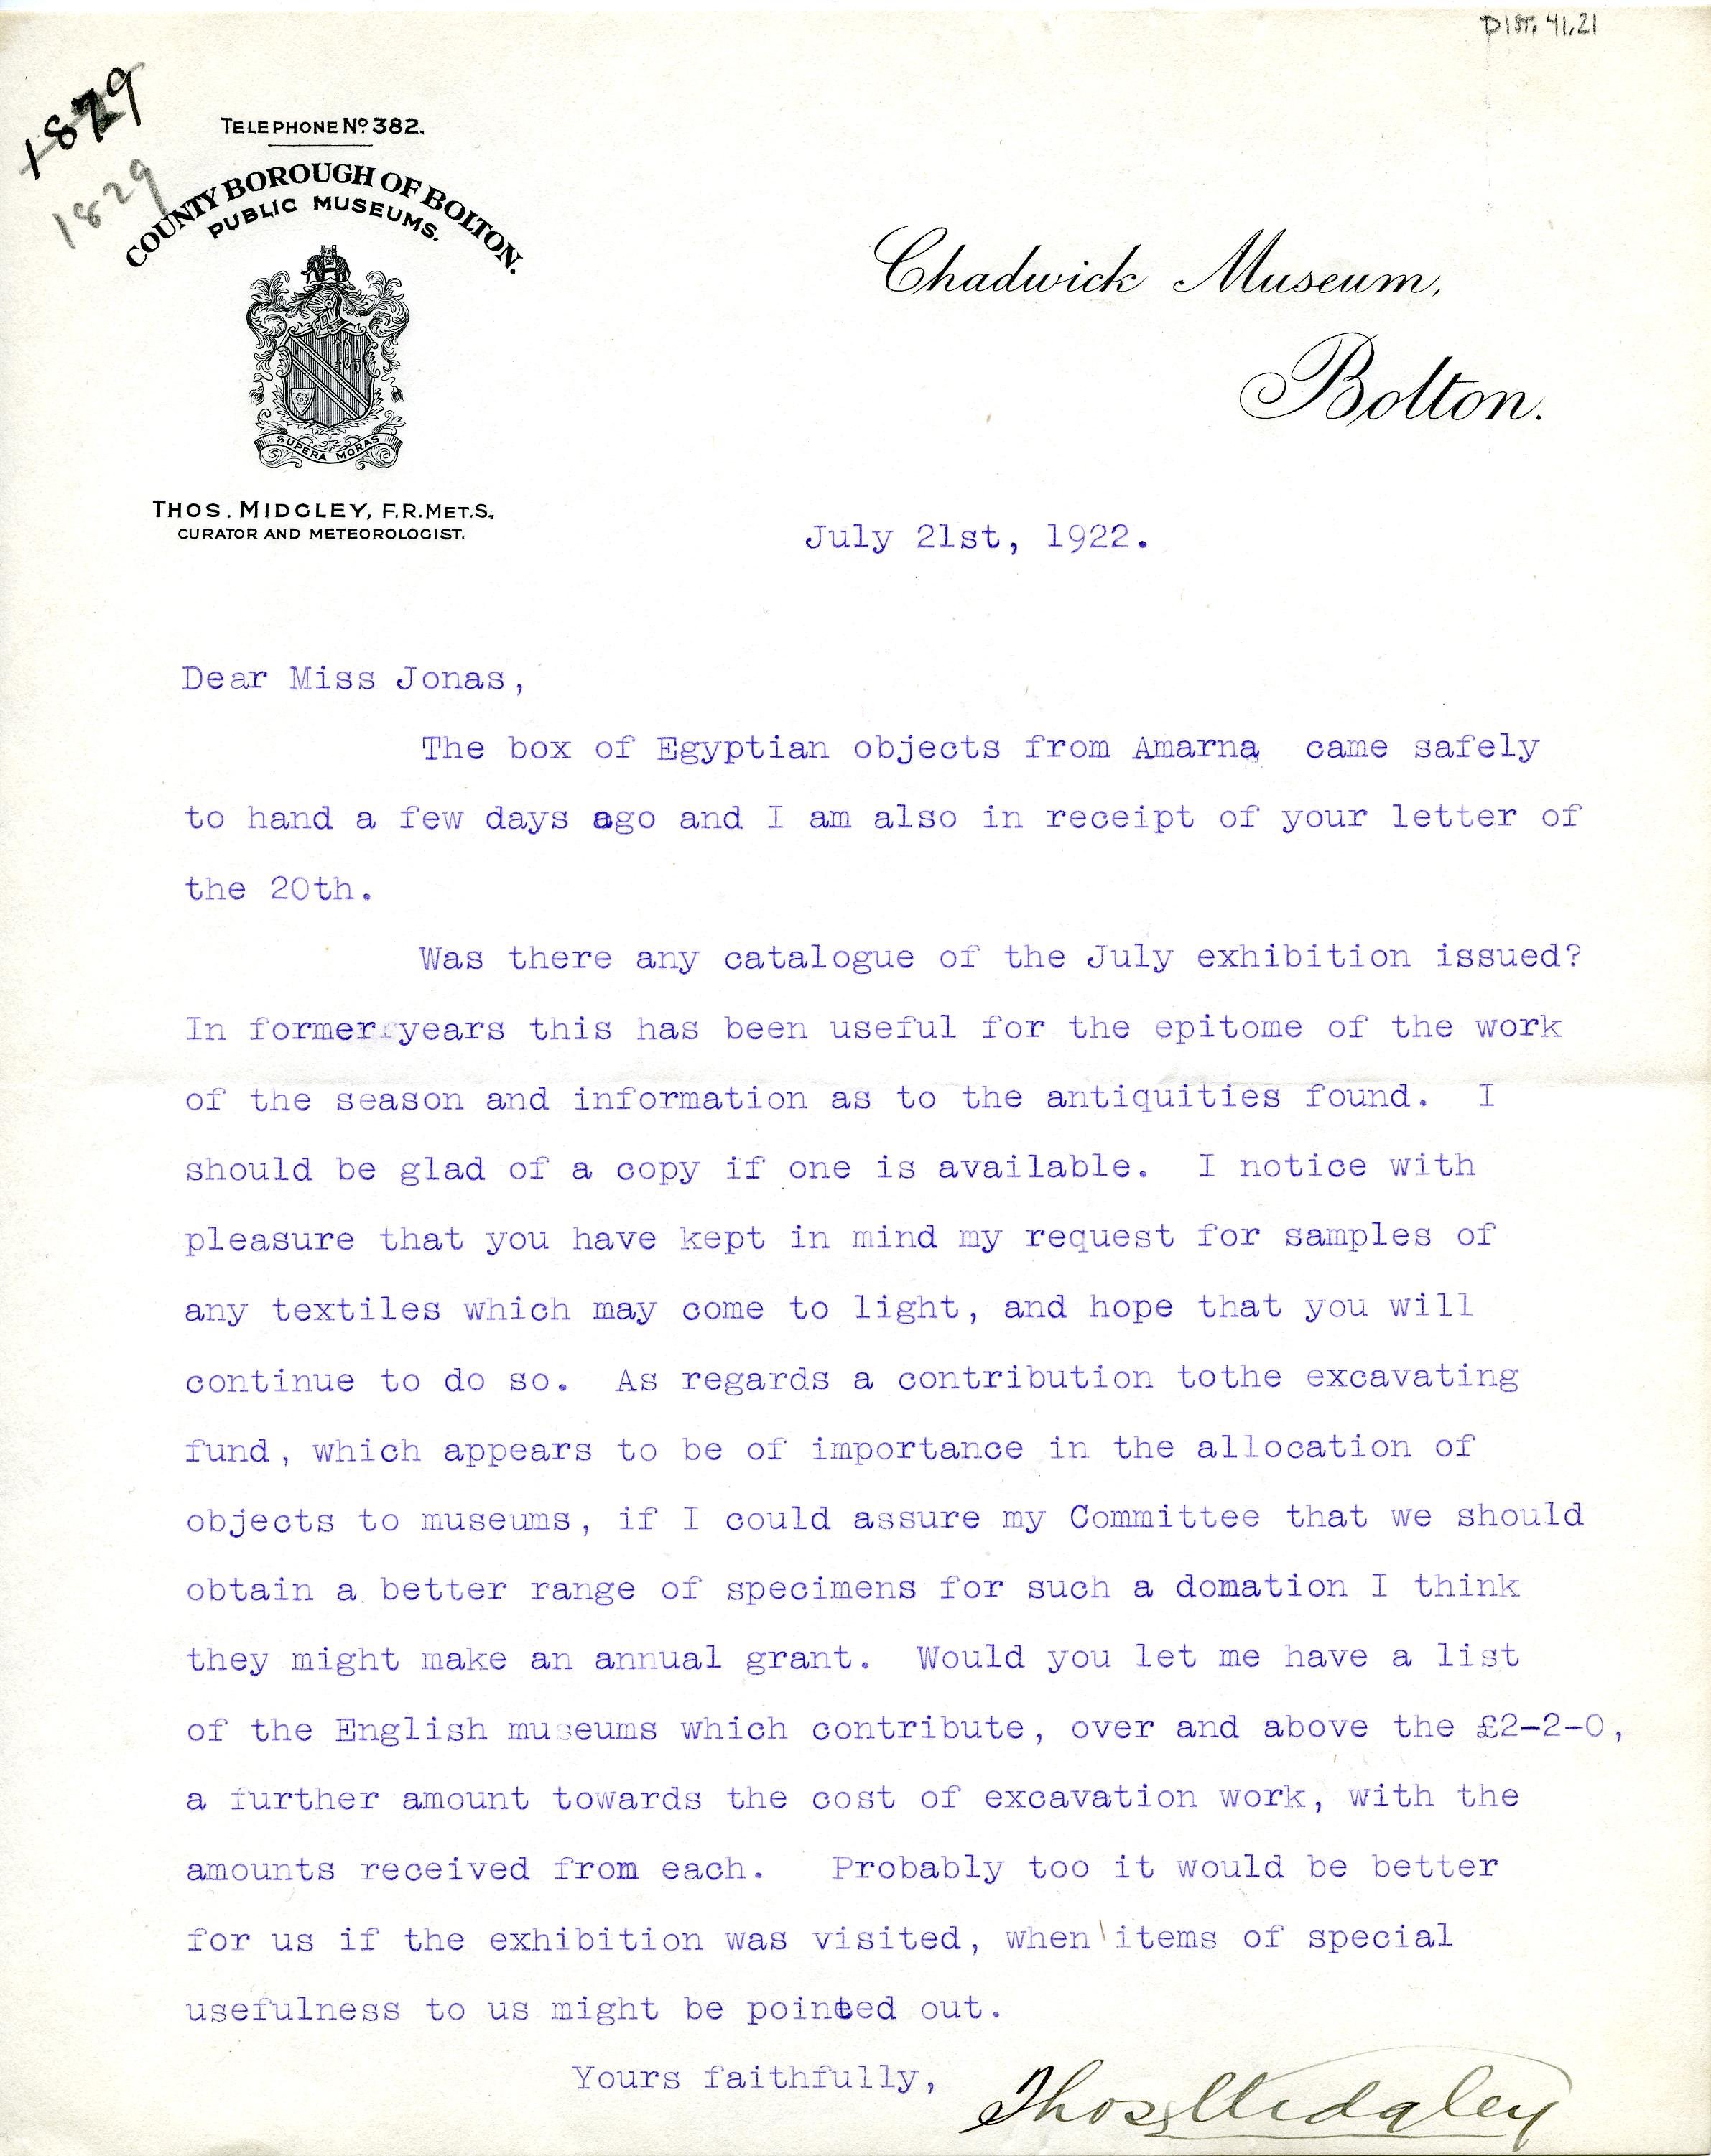 DIST. 41.21
1829
1829
TELEPHONE Nº 382.
COUNTY BOROUGH OF BOLTON.
PUBLIC MUSEUMS.
SUPERA MORAS
THOS. MIDGLEY, F.R.MET.S.,
CURATOR AND METEOROLOGIST.
Chadwick Museum,
Bolton.
July 21st, 1922.
Dear Miss Jonas,
The box of Egyptian objects from Amarna came safely
to hand a few days ago and I am also in receipt of your letter of
the 20th.
Was there any catalogue of the July exhibition issued?
In former years this has been useful for the epitome of the work
of the season and information as to the antiquities found. I
should be glad of a copy if one is available. I notice with
pleasure that you have kept in mind my request for samples of
any textiles which may come to light, and hope that you will
continue to do so. As regards a contribution tothe excavating
fund, which appears to be of importance in the allocation of
objects to museums, if I could assure my Committee that we should
obtain a better range of specimens for such a domation I think
they might make an annual grant. Would you let me have a list
of the English museums which contribute, over and above the £2-2-0,
a further amount towards the cost of excavation work, with the
amounts received from each. Probably too it would be better
for us if the exhibition was visited, when items of special
usefulness to us might be pointed out.
Yours faithfully,
Thos Midgley